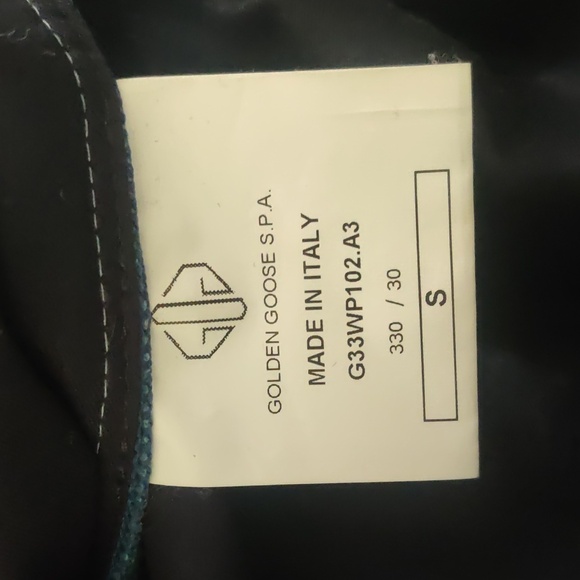 GOLDEN GOOSE S.P.A.
MADE IN ITALY
G33WP102.A3
330 / 30
S